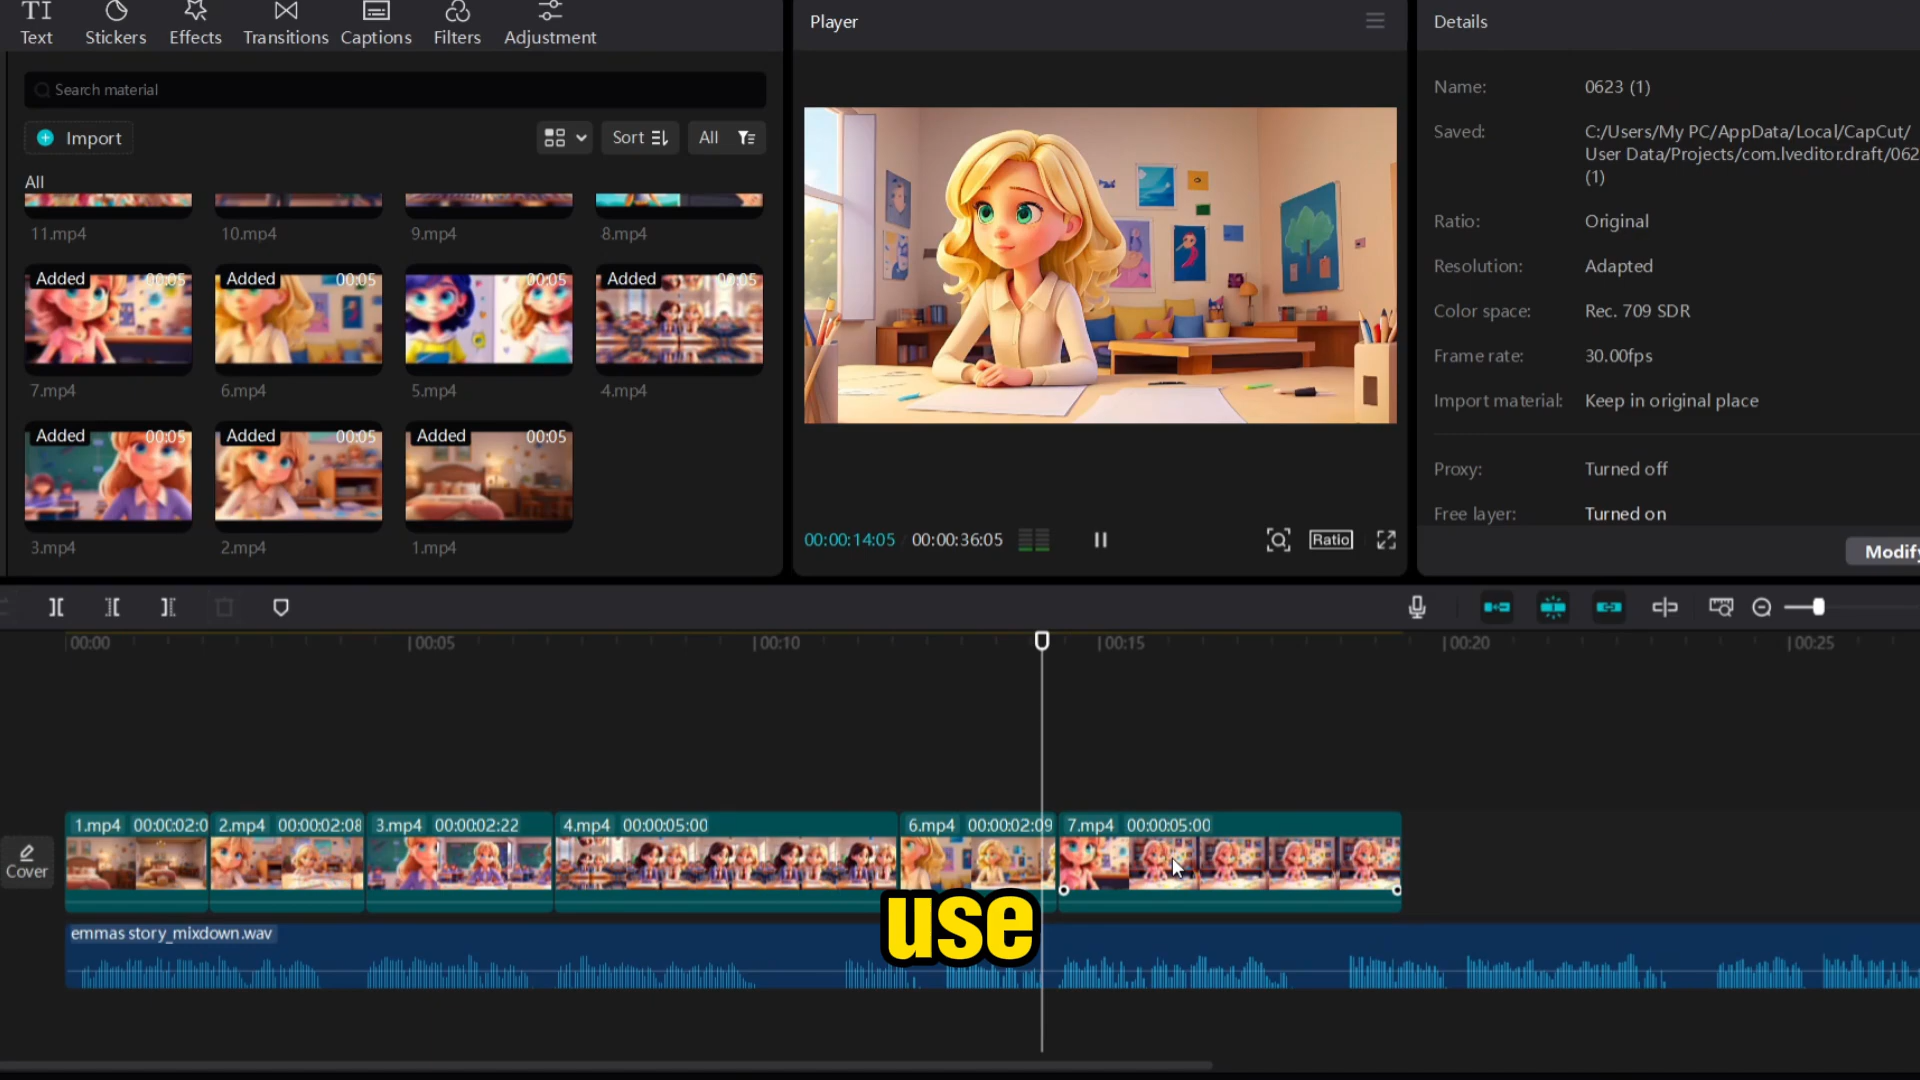 Text
Stickers
Effects
Transitions
Captions
Filters
Adjustment
Search material
Import
Sort
All
All
11.mp4
10.mp4
9.mp4
8.mp4
Added 00:05
Added 00:05
00:05
Added 00:05
7.mp4
6.mp4
5.mp4
4.mp4
Added 00:05
Added 00:05
Added 00:05
3.mp4
2.mp4
1.mp4
Player
00:00:14:05 / 00:00:36:05
Ratio
Details
Name: 0623 (1)
Saved: C:/Users/My PC/AppData/Local/CapCut/
User Data/Projects/com.lveditor.draft/062
(1)
Ratio: Original
Resolution: Adapted
Color space: Rec. 709 SDR
Frame rate: 30.00fps
Import material: Keep in original place
Proxy: Turned off
Free layer: Turned on
Modify
00:00
00:05
00:10
00:15
00:20
00:25
Cover
1.mp4 00:00:02:0
2.mp4 00:00:02:08
3.mp4 00:00:02:22
4.mp4 00:00:05:00
6.mp4 00:00:02:09
7.mp4 00:00:05:00
use
emmas story_mixdown.wav